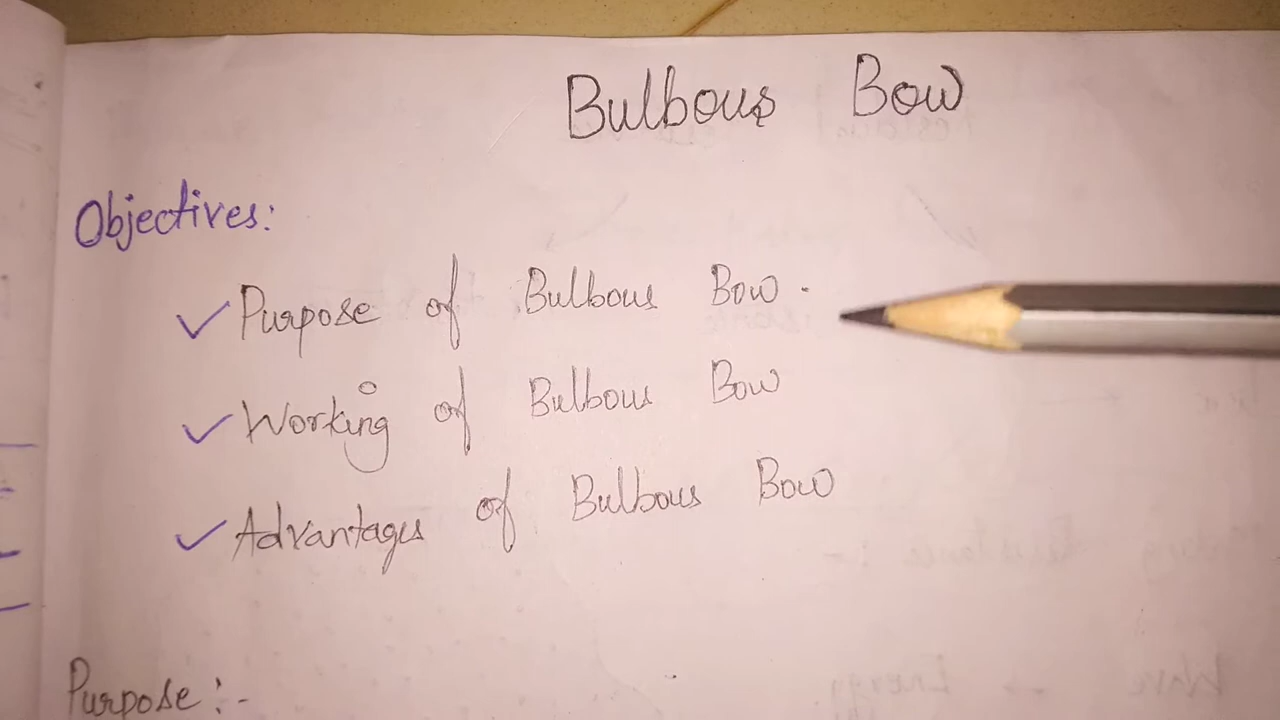 Bulbous Bow
Objectives:
✓ Purpose of Bulbous Bow.
✓ Working of Bulbous Bow
✓ Advantages of Bulbous Bow
Purpose :-